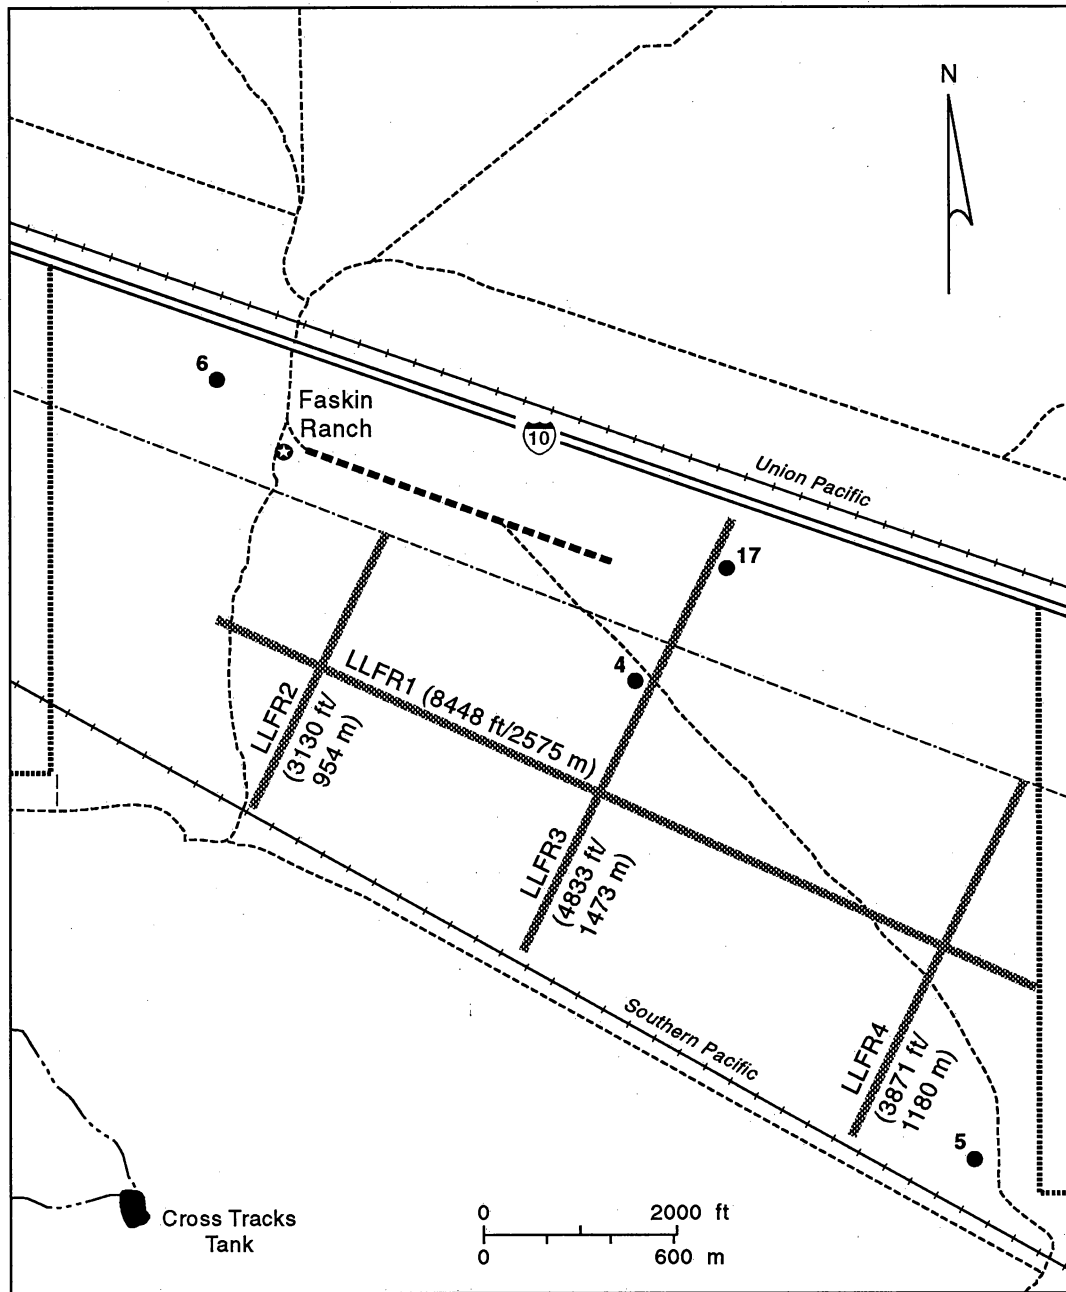 N
6
Faskin
Ranch
10
Union Pacific
17
4
LLFR1 (8448 ft/2575 m)
LLFR2
(3130 ft/
954 m)
LLFR3
(4833 ft/
1473 m)
Southern Pacific
LLFR4
(3871 ft/
1180 m)
5
Cross Tracks
Tank
0 2000 ft
0 600 m